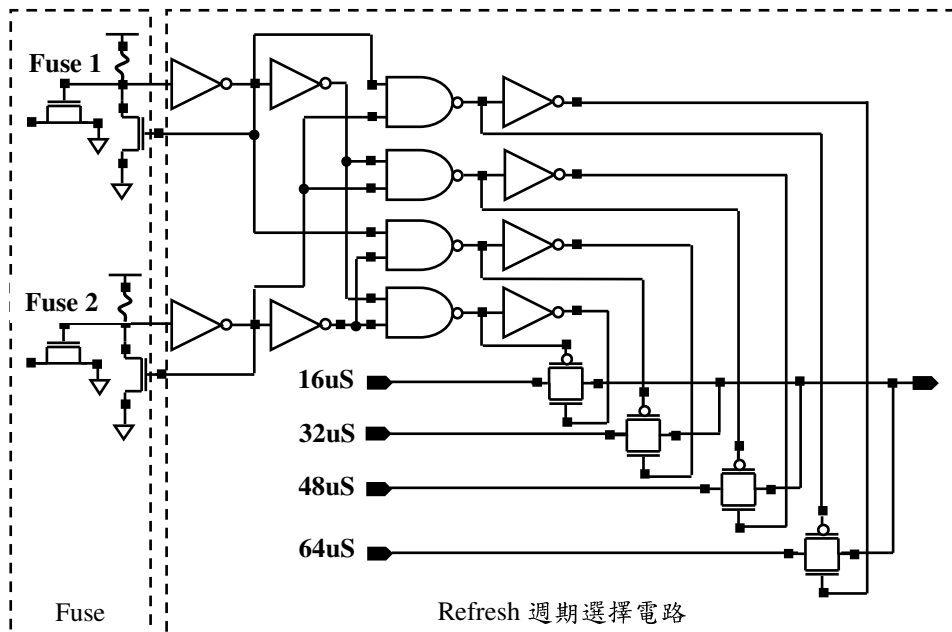 Fuse 1
Fuse 2
16uS
32uS
48uS
64uS
Fuse
Refresh 週期選擇電路